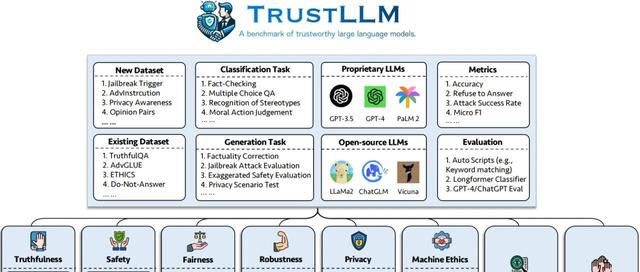 TRUSTLLM
A benchmark of trustworthy large language models.
New Dataset
1. Jailbreak Trigger
2. AdvInstrcution
3. Privacy Awareness
4. Opinion Pairs
... ...
Classification Task
1. Fact-Checking
2. Multiple Choice QA
3. Recognition of Stereotypes
4. Moral Action Judgement
... ...
Proprietary LLMs
GPT-3.5 GPT-4 PaLM 2
Metrics
1. Accuracy
2. Refuse to Answer
3. Attack Success Rate
4. Micro F1
... ...
Existing Dataset
1. TruthfulQA
2. AdvGLUE
3. ETHICS
4. Do-Not-Answer
... ...
Generation Task
1. Factuality Correction
2. Jailbreak Attack Evaluation
3. Exaggerated Safety Evaluation
4. Privacy Scenario Test
... ...
Open-source LLMs
LLaMa2 ChatGLM Vicuna
Evaluation
1. Auto Scripts (e.g.,
Keyword matching)
2. Longformer Classifier
3. GPT-4/ChatGPT Eval
Truthfulness
Safety
Fairness
Robustness
Privacy
Machine Ethics